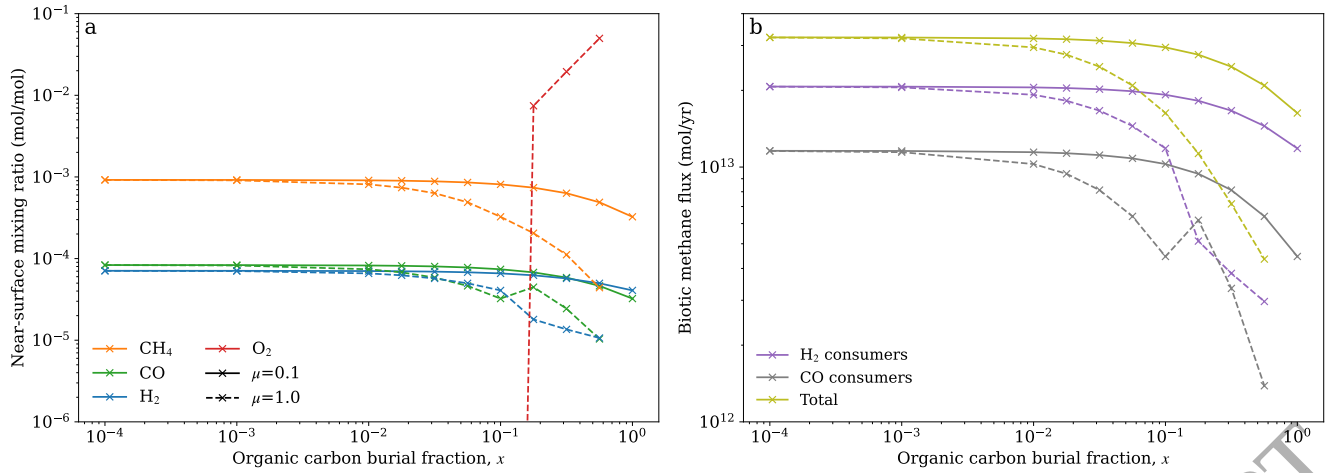 a
Near-surface mixing ratio (mol/mol)
10⁻¹
10⁻²
10⁻³
10⁻⁴
10⁻⁵
10⁻⁶
CH₄
CO
H₂
O₂
μ=0.1
μ=1.0
10⁻⁴ 10⁻³ 10⁻² 10⁻¹ 10⁰
Organic carbon burial fraction, x
b
Biotic methane flux (mol/yr)
10¹³
10¹²
H₂ consumers
CO consumers
Total
10⁻⁴ 10⁻³ 10⁻² 10⁻¹ 10⁰
Organic carbon burial fraction, x